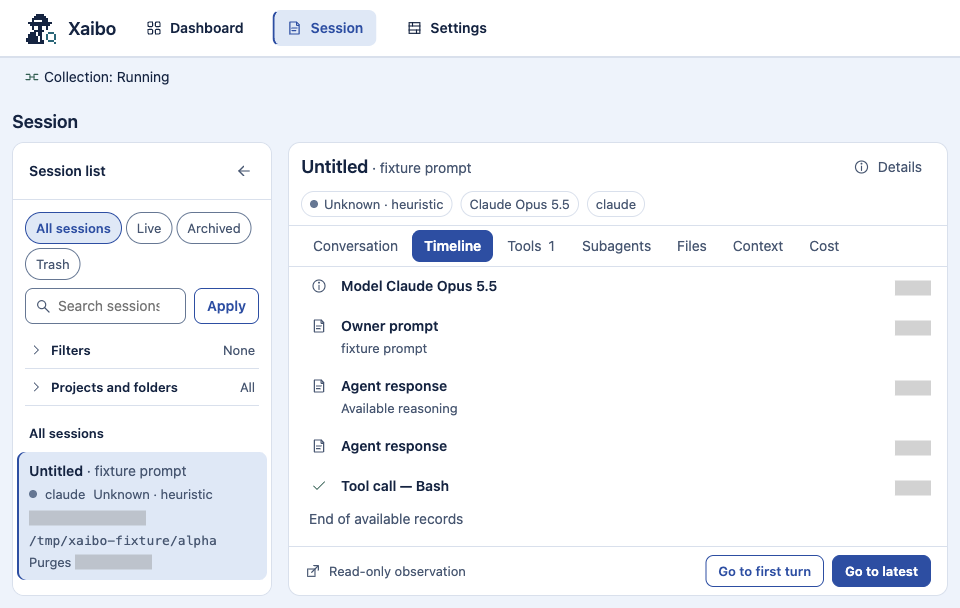 Xaibo
Dashboard
Session
Settings
Collection: Running
Session
Session list
All sessions
Live
Archived
Trash
Search sessions
Apply
Filters
None
Projects and folders
All
All sessions
Untitled · fixture prompt
claude Unknown · heuristic
/tmp/xaibo-fixture/alpha
Purges
Untitled · fixture prompt
Details
Unknown · heuristic
Claude Opus 5.5
claude
Conversation
Timeline
Tools 1
Subagents
Files
Context
Cost
Model Claude Opus 5.5
Owner prompt
fixture prompt
Agent response
Available reasoning
Agent response
Tool call — Bash
End of available records
Read-only observation
Go to first turn
Go to latest